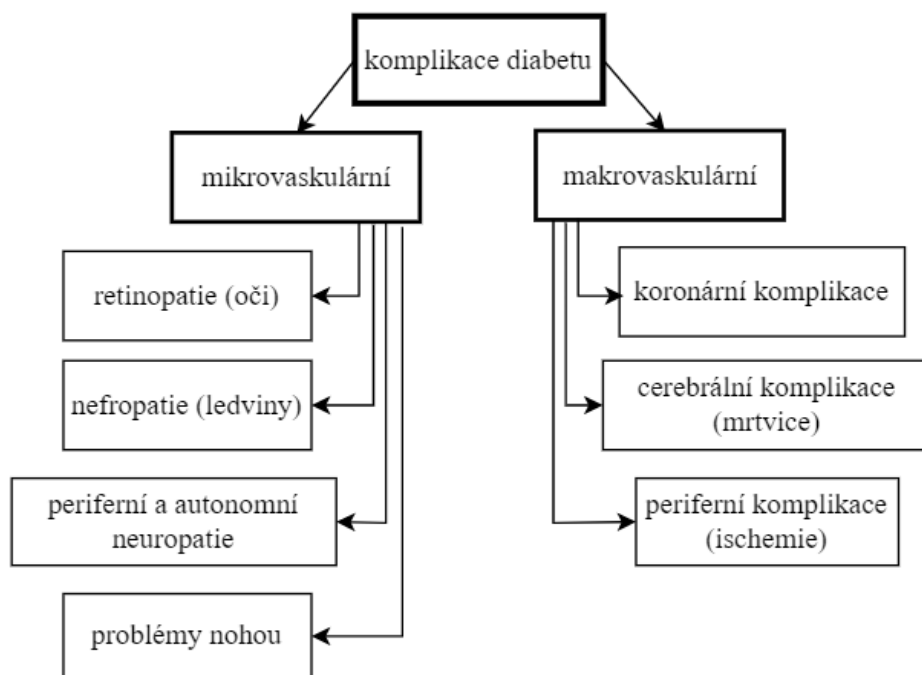 komplikace diabetu
mikrovaskulární
makrovaskulární
retinopatie (oči)
koronární komplikace
nefropatie (ledviny)
cerebrální komplikace
(mrtvice)
periferní a autonomní
neuropatie
periferní komplikace
(ischemie)
problémy nohou